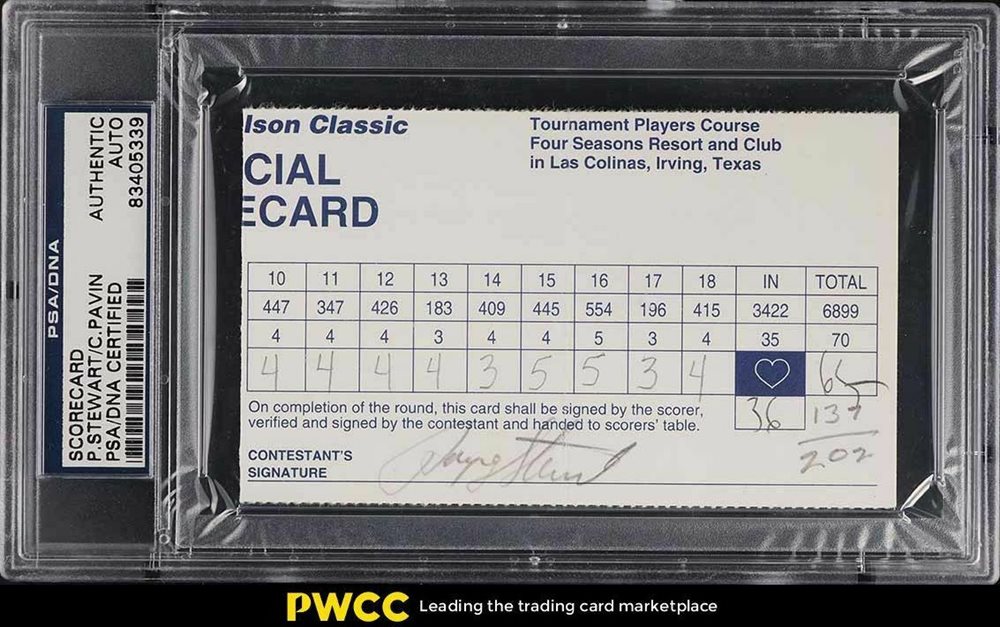 PSA/DNA
SCORECARD
P.STEWART/C.PAVIN
PSA/DNA CERTIFIED
AUTHENTIC
AUTO
83405339
lson Classic
CIAL
ECARD
Tournament Players Course
Four Seasons Resort and Club
in Las Colinas, Irving, Texas
10 11 12 13 14 15 16 17 18 IN TOTAL
447 347 426 183 409 445 554 196 415 3422 6899
4 4 4 3 4 4 5 3 4 35 70
4 4 4 4 3 5 5 3 4 65
36 137
202
On completion of the round, this card shall be signed by the scorer,
verified and signed by the contestant and handed to scorers' table.
CONTESTANT'S
SIGNATURE
Payne Stewart
PWCC Leading the trading card marketplace